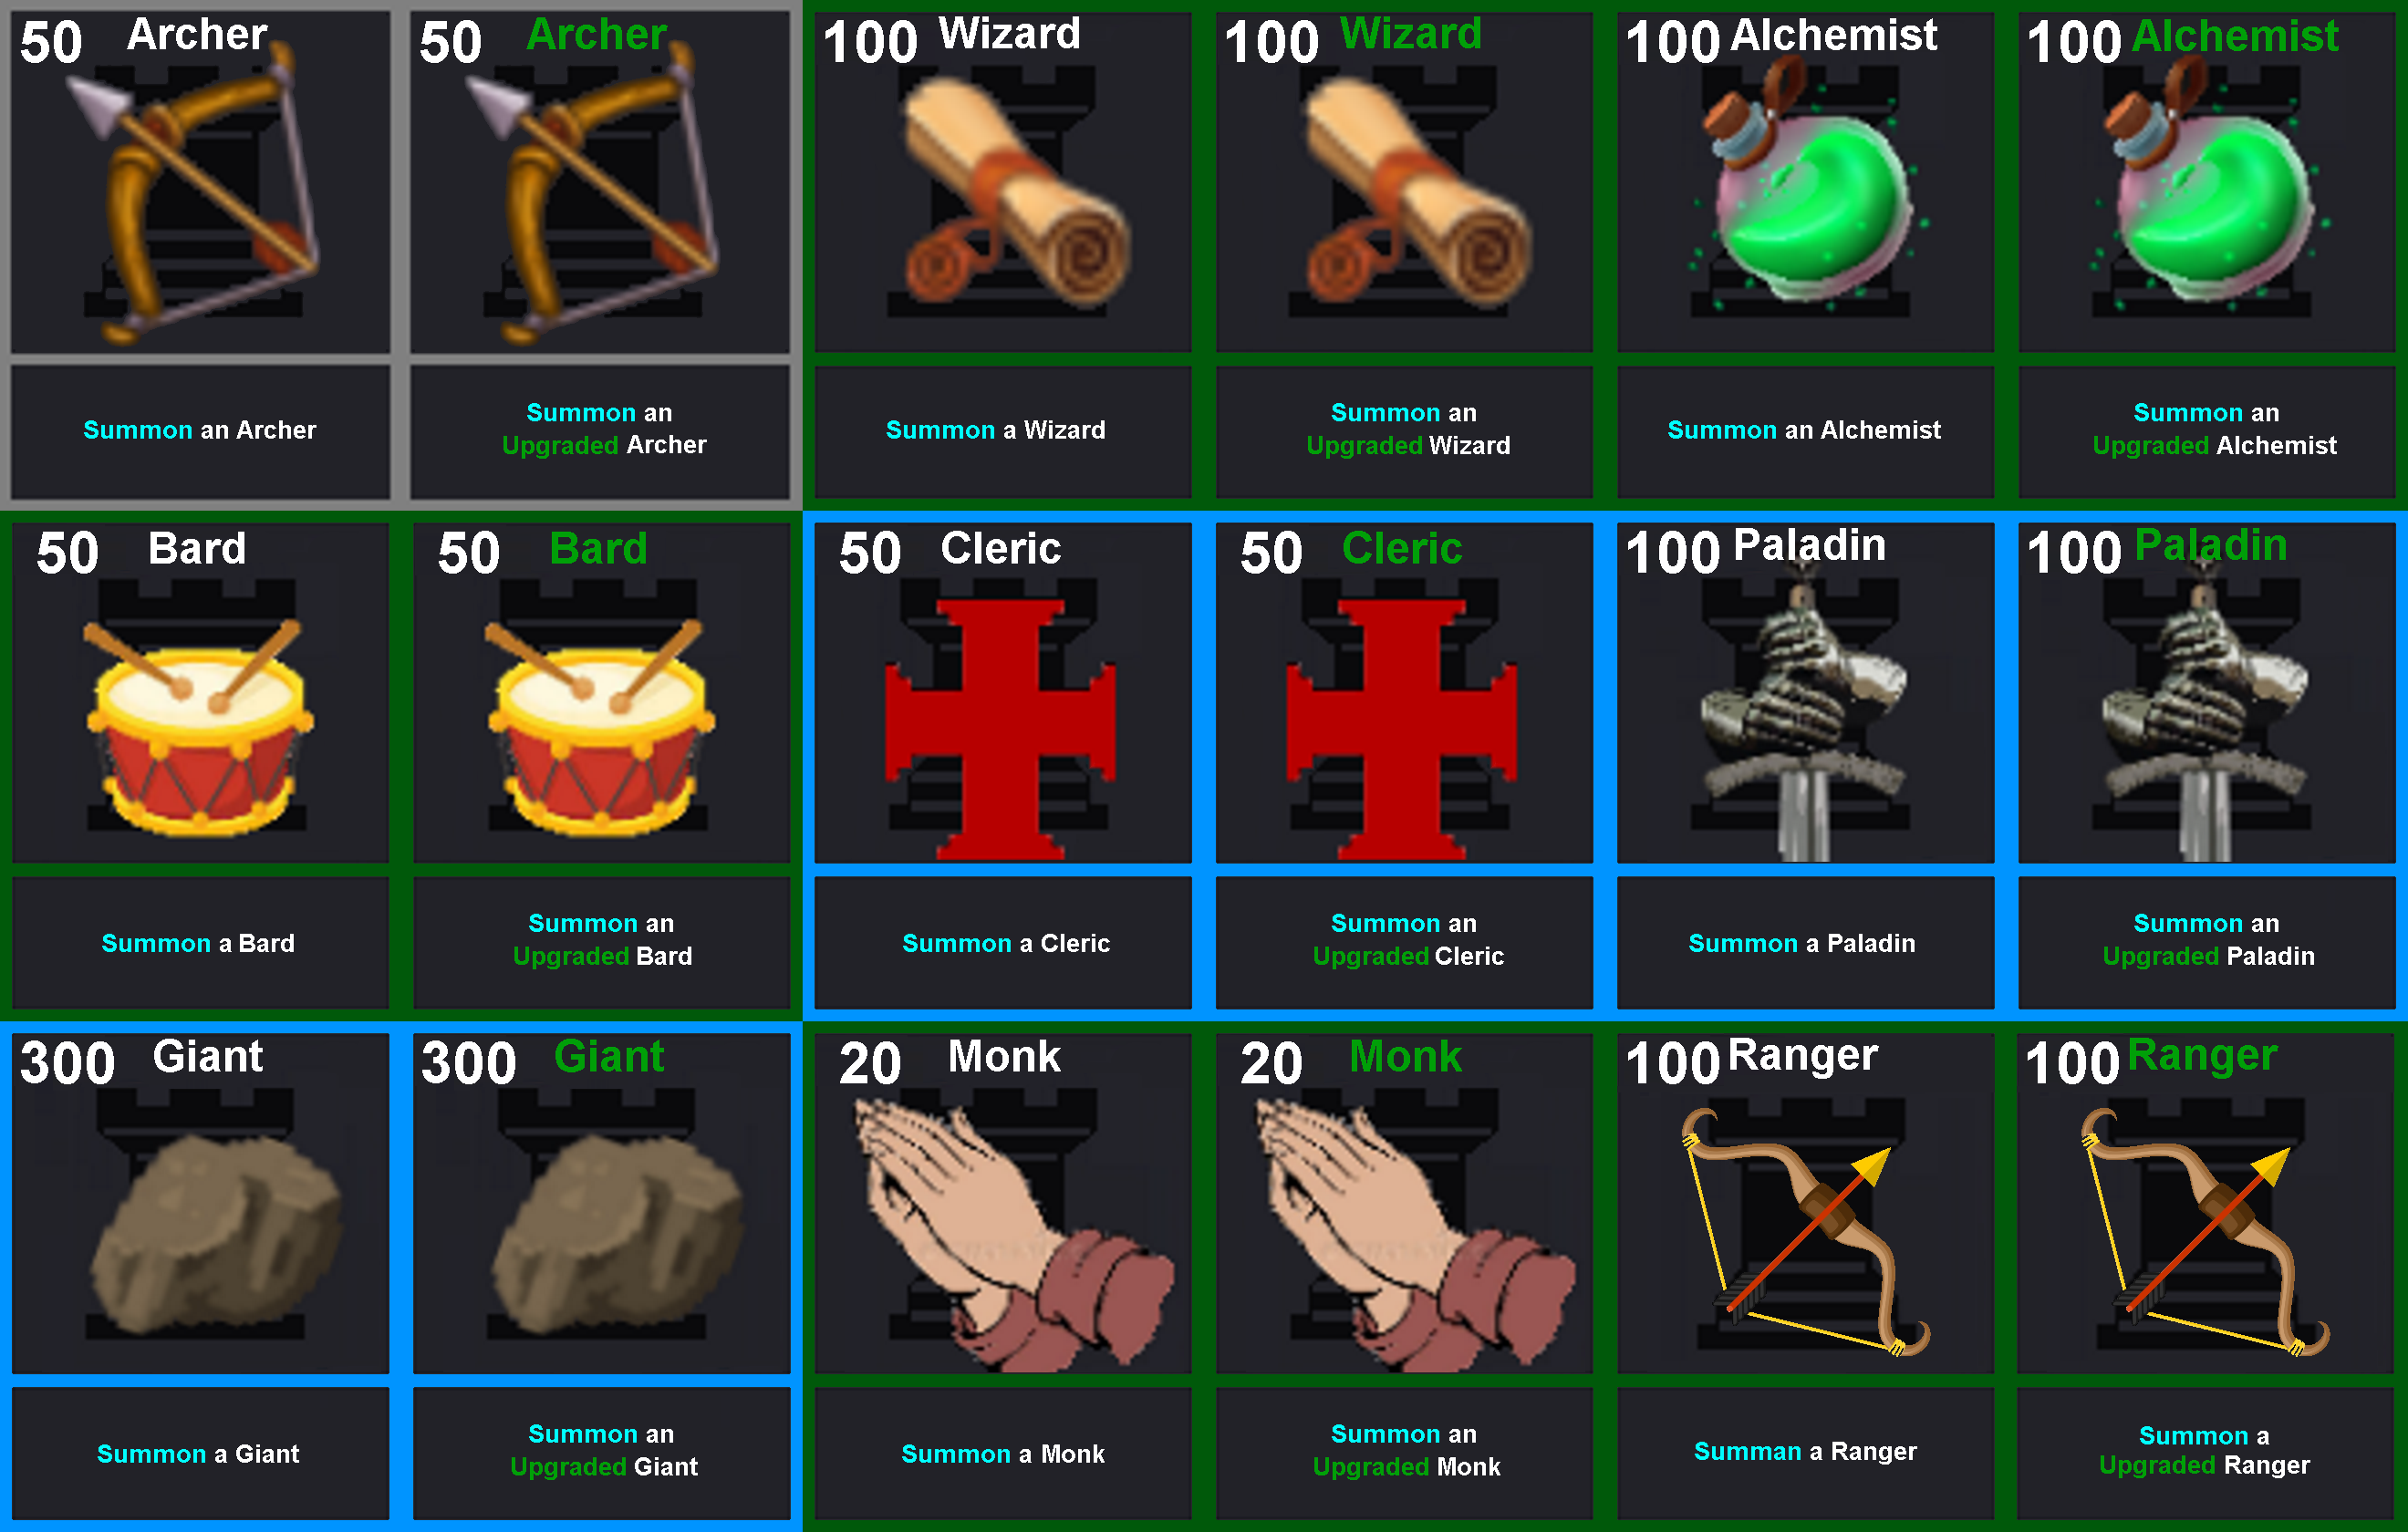 50 Archer
Summon an Archer
50 Archer
Summon an
Upgraded Archer
100 Wizard
Summon a Wizard
100 Wizard
Summon an
Upgraded Wizard
100 Alchemist
Summon an Alchemist
100 Alchemist
Summon an
Upgraded Alchemist
50 Bard
Summon a Bard
50 Bard
Summon an
Upgraded Bard
50 Cleric
Summon a Cleric
50 Cleric
Summon an
Upgraded Cleric
100 Paladin
Summon a Paladin
100 Paladin
Summon an
Upgraded Paladin
300 Giant
Summon a Giant
300 Giant
Summon an
Upgraded Giant
20 Monk
Summon a Monk
20 Monk
Summon an
Upgraded Monk
100 Ranger
Summan a Ranger
100 Ranger
Summon a
Upgraded Ranger